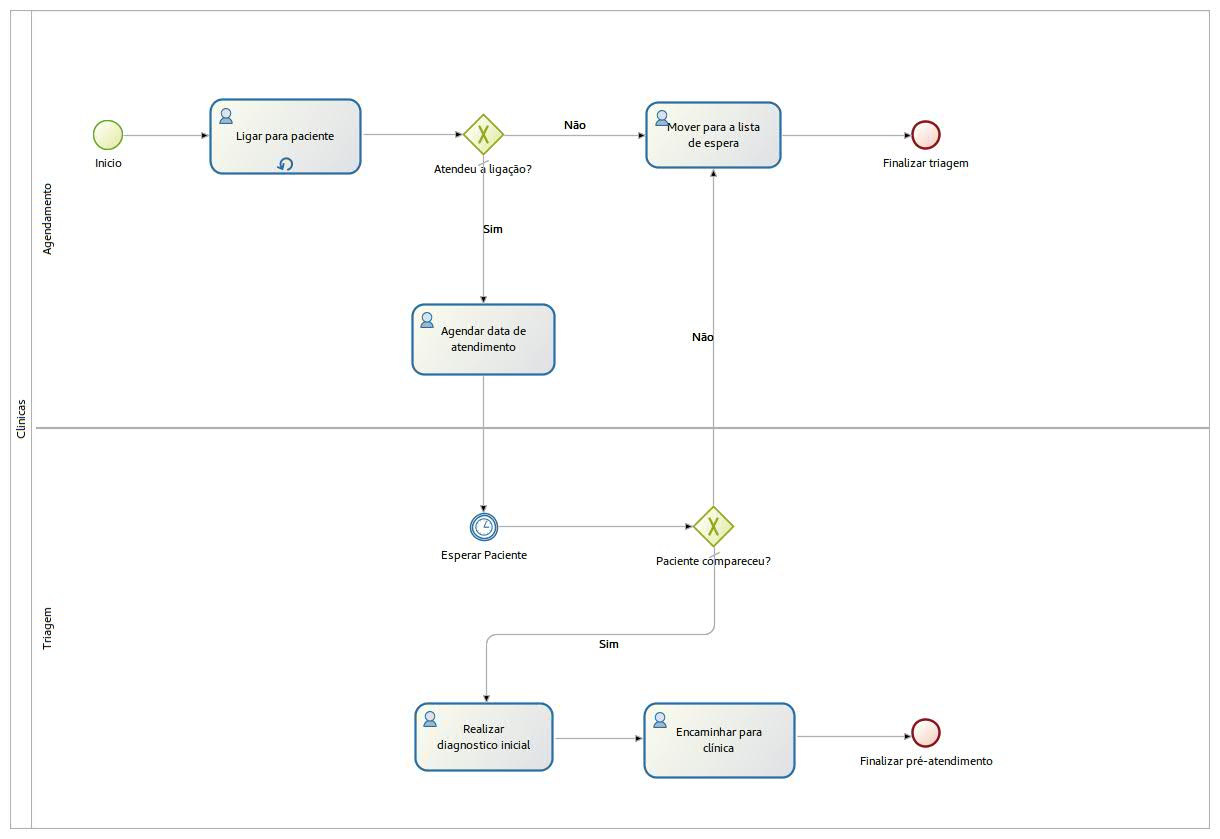 Clínicas
Agendamento
Inicio
Ligar para paciente
Atendeu a ligação?
Não
Mover para a lista
de espera
Finalizar triagem
Sim
Agendar data de
atendimento
Não
Triagem
Esperar Paciente
Paciente compareceu?
Sim
Realizar
diagnostico inicial
Encaminhar para
clínica
Finalizar pré-atendimento